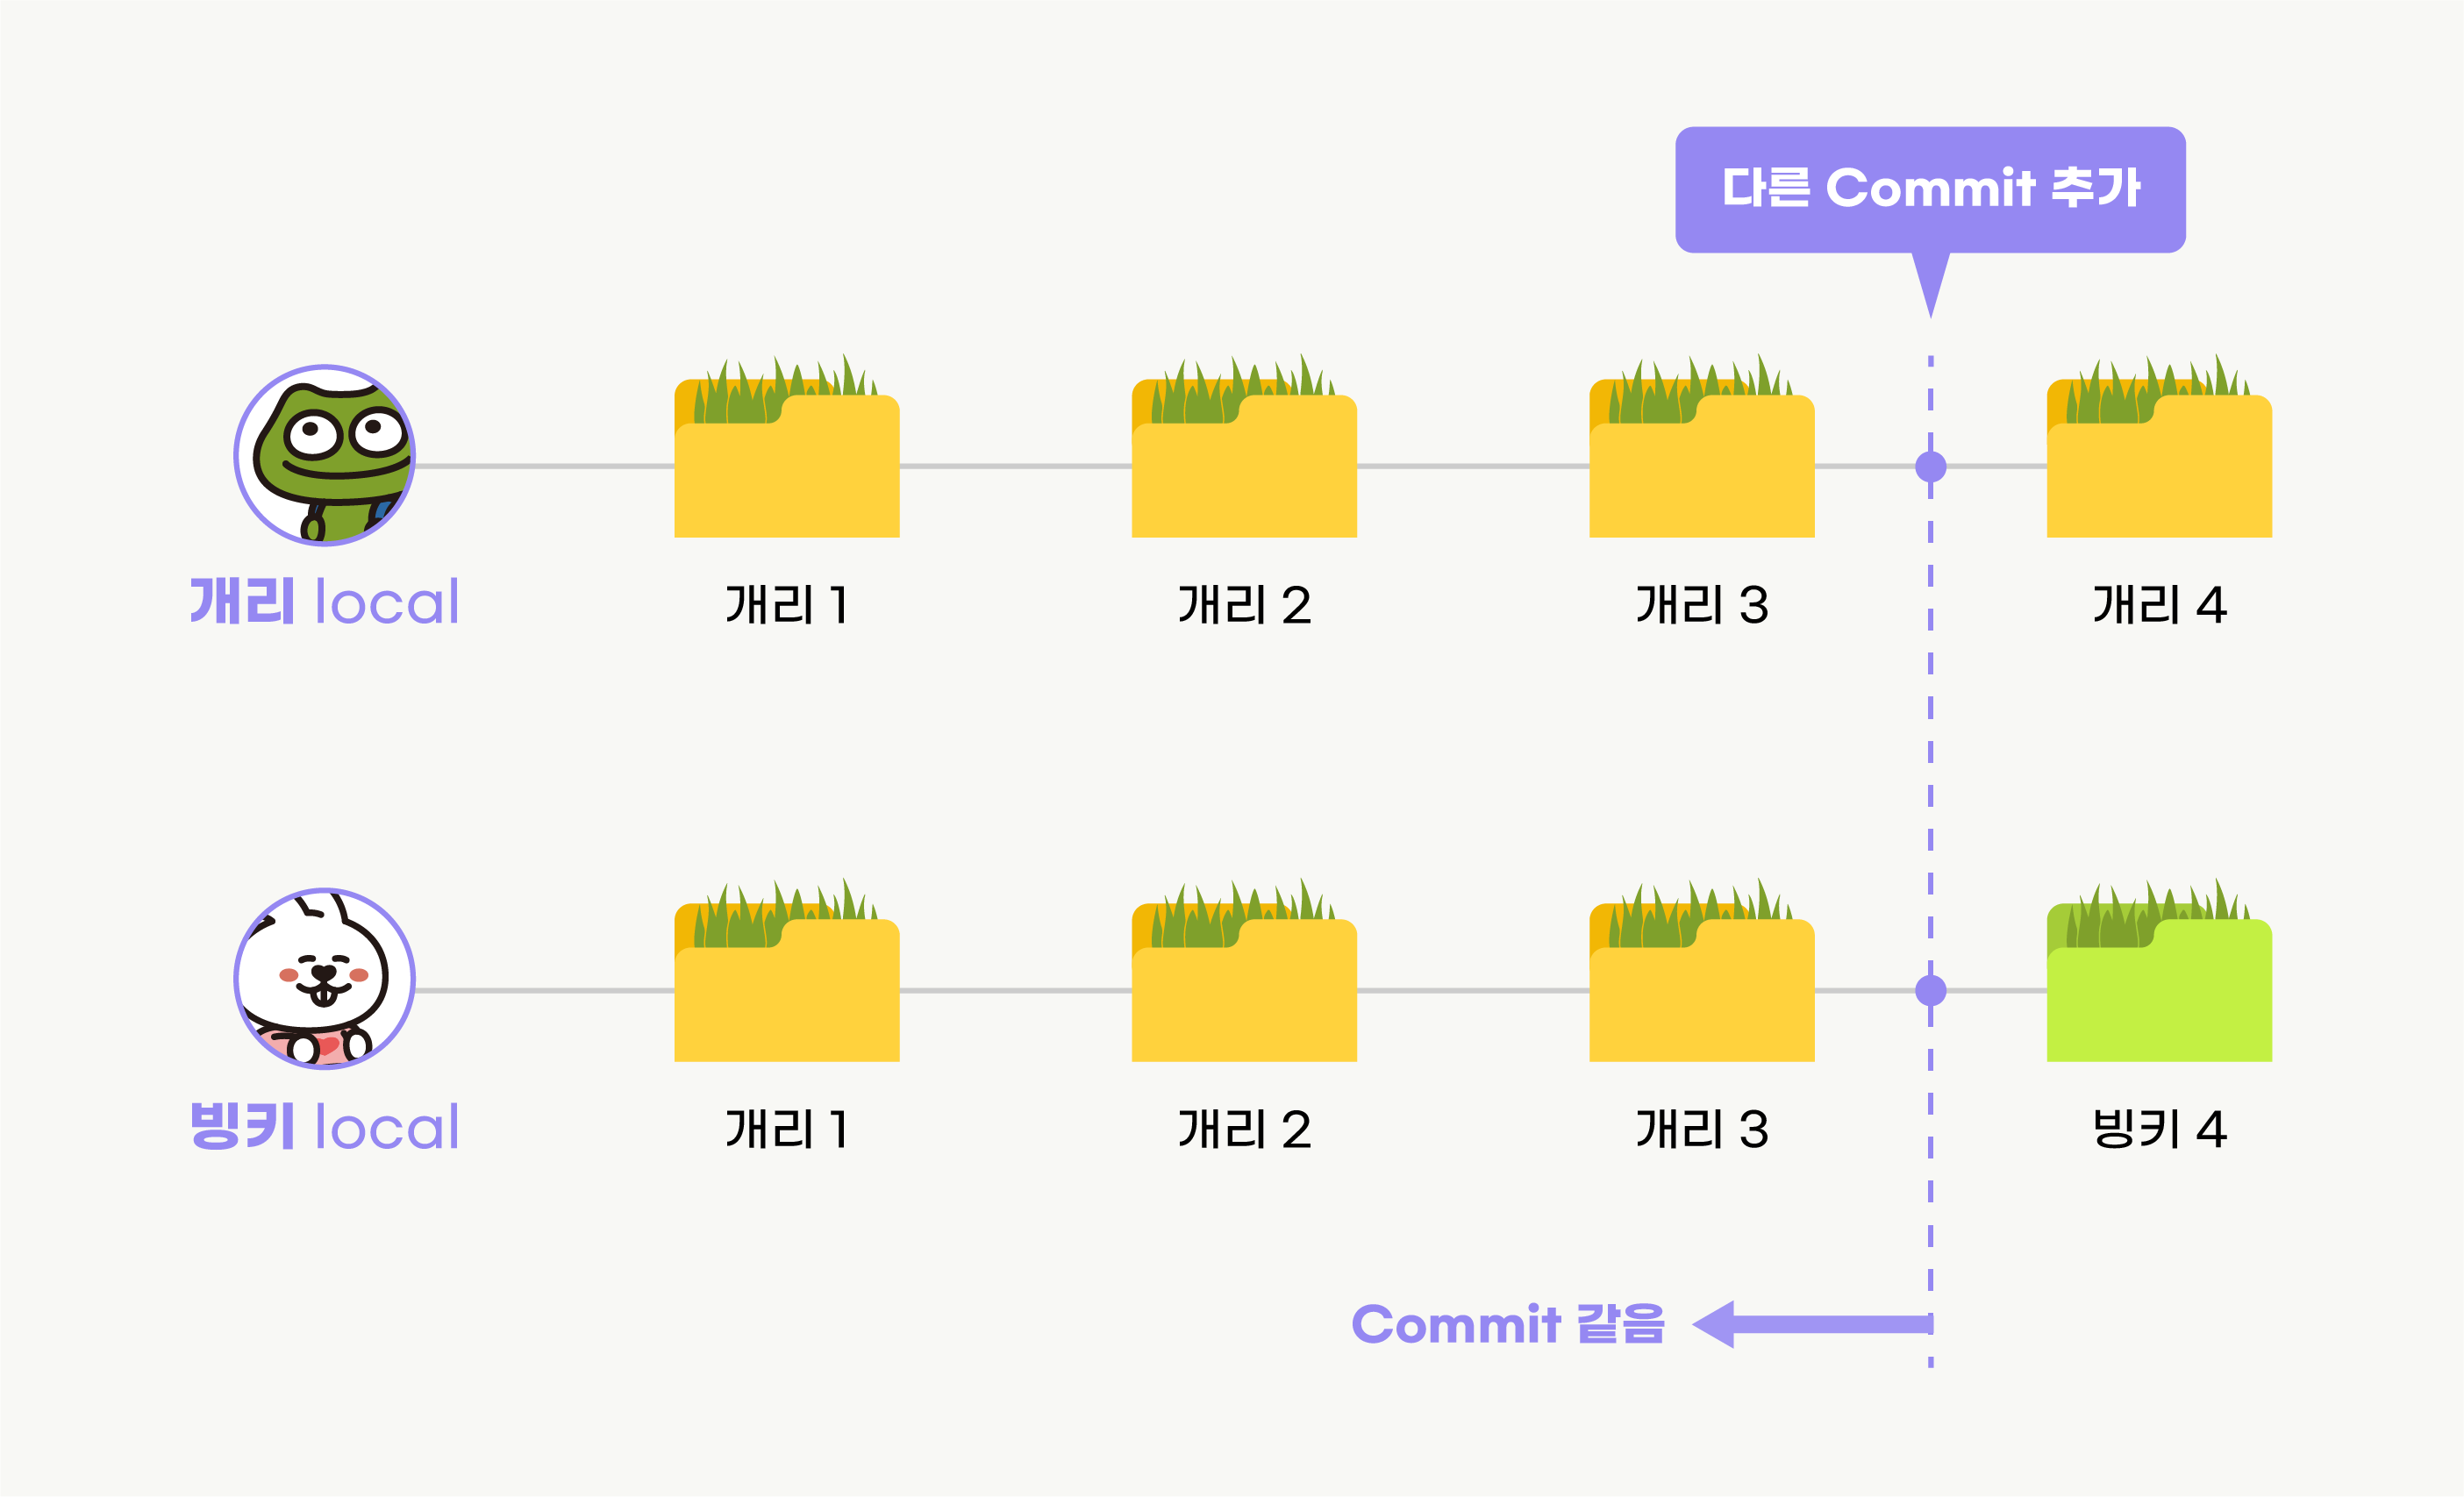 다른 Commit 추가
개리 local
개리 1
개리 2
개리 3
개리 4
빙키 local
개리 1
개리 2
개리 3
빙키 4
Commit 같음